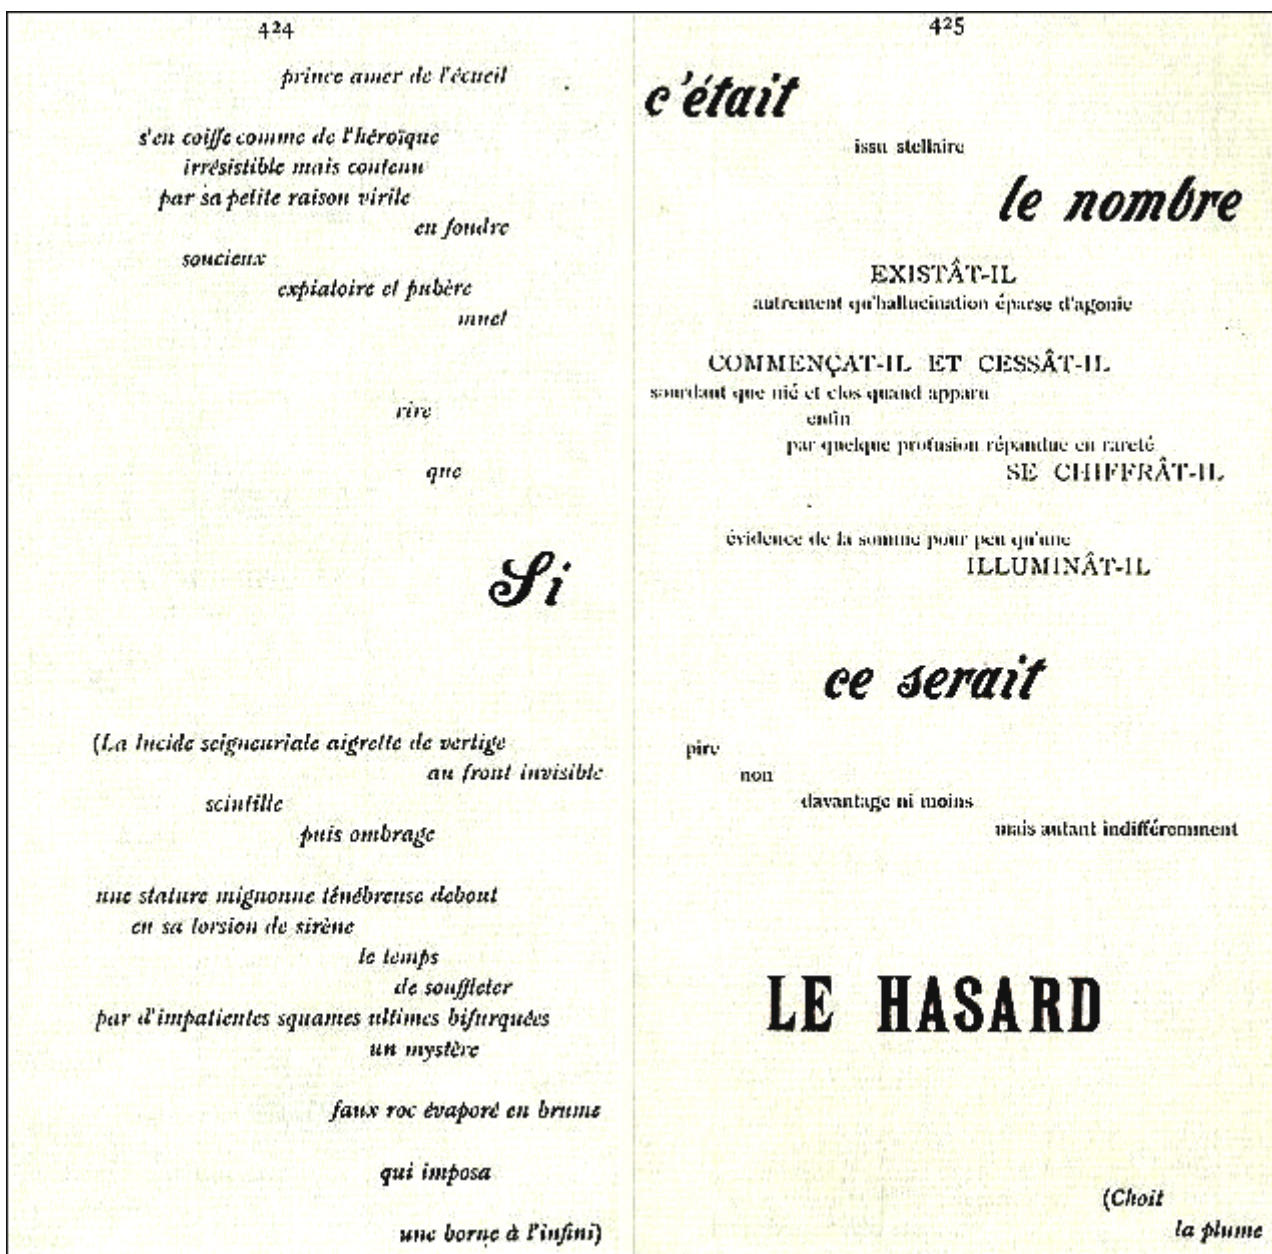 424
prince amer de l'écueil
s'en coiffe comme de l'héroïque
irrésistible mais contenu
par sa petite raison virile
en foudre
soucieux
expiatoire et pubère
muet
rire
que
Si
(La lucide seigneuriale aigrette de vertige
au front invisible
scintille
puis ombrage
une stature mignonne ténébreuse debout
en sa torsion de sirène
le temps
de souffleter
par d'impatientes squames ultimes bifurquées
un mystère
faux roc évaporé en brume
qui imposa
une borne à l'infini)
425
c'était
issu stellaire
le nombre
EXISTÂT-IL
autrement qu'hallucination éparse d'agonie
COMMENÇAT-IL ET CESSÂT-IL
sourdant que nié et clos quand apparu
enfin
par quelque profusion répandue en rareté
SE CHIFFRÂT-IL
évidence de la somme pour peu qu'une
ILLUMINÂT-IL
ce serait
pire
non
davantage ni moins
mais autant indifféremment
LE HASARD
(Choit
la plume